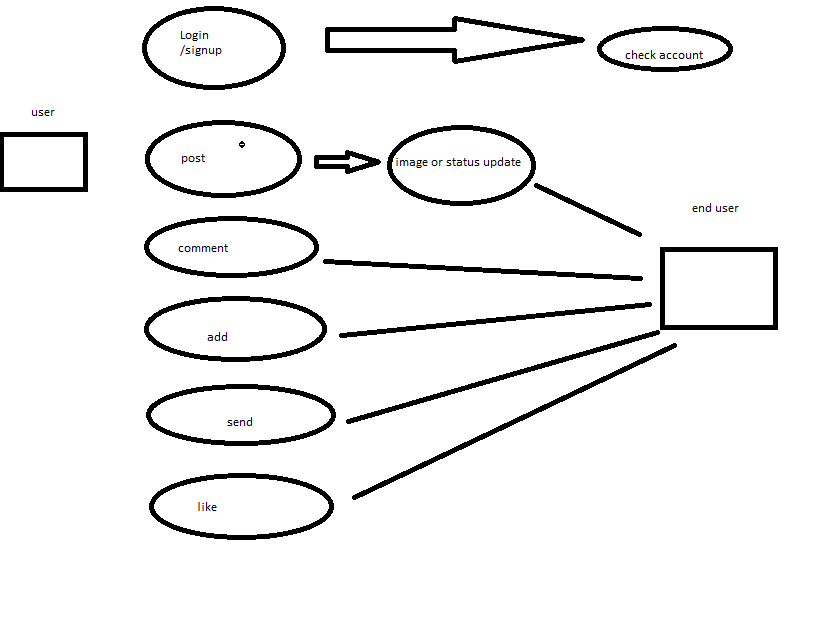 Login
/signup
check account
user
post
image or status update
end user
comment
add
send
like